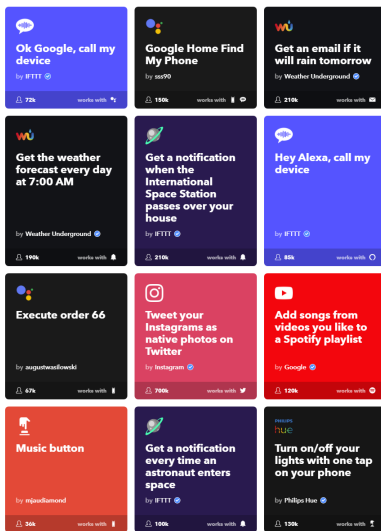 Ok Google, call my
device
by IFTTT
72k
works with
Google Home Find
My Phone
by sss90
150k
works with
wu
Get an email if it
will rain tomorrow
by Weather Underground
210k
works with
wu
Get the weather
forecast every day
at 7:00 AM
by Weather Underground
190k
works with
Get a notification
when the
International
Space Station
passes over your
house
by IFTTT
210k
works with
Hey Alexa, call my
device
by IFTTT
85k
works with
Execute order 66
by augustwasilowski
67k
works with
Tweet your
Instagrams as
native photos on
Twitter
by Instagram
700k
works with
Add songs from
videos you like to
a Spotify playlist
by Google
120k
works with
Music button
by mjaudiamond
36k
works with
Get a notification
every time an
astronaut enters
space
by IFTTT
100k
works with
PHILIPS
hue
Turn on/off your
lights with one tap
on your phone
by Philips Hue
130k
works with